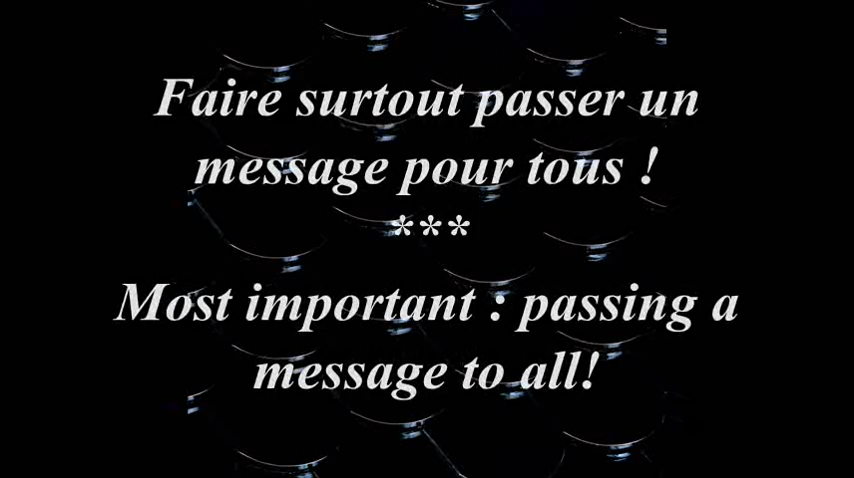 Faire surtout passer un
message pour tous !
***
Most important : passing a
message to all!